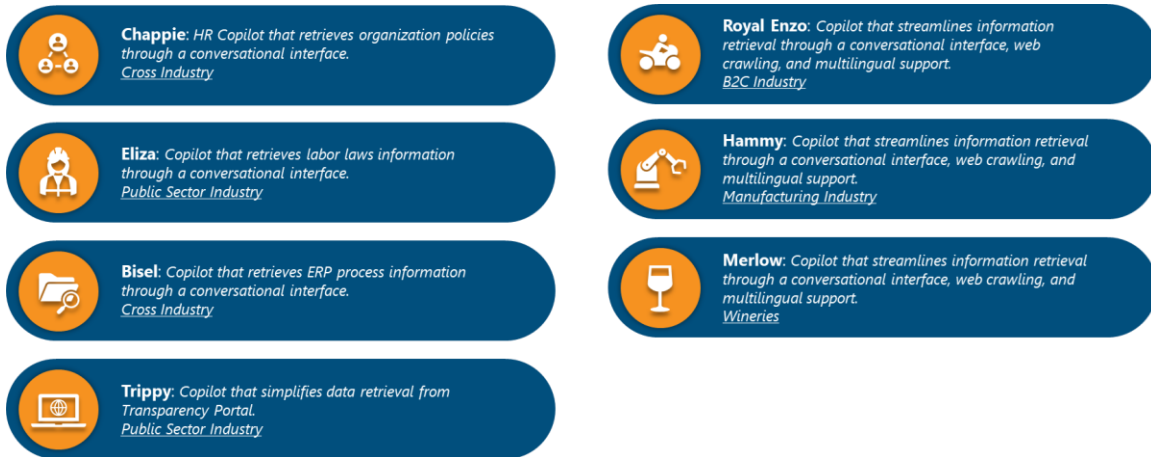 Chappie: HR Copilot that retrieves organization policies
through a conversational interface.
Cross Industry
Eliza: Copilot that retrieves labor laws information
through a conversational interface.
Public Sector Industry
Bisel: Copilot that retrieves ERP process information
through a conversational interface.
Cross Industry
Trippy: Copilot that simplifies data retrieval from
Transparency Portal.
Public Sector Industry
Royal Enzo: Copilot that streamlines information
retrieval through a conversational interface, web
crawling, and multilingual support.
B2C Industry
Hammy: Copilot that streamlines information retrieval
through a conversational interface, web crawling, and
multilingual support.
Manufacturing Industry
Merlow: Copilot that streamlines information retrieval
through a conversational interface, web crawling, and
multilingual support.
Wineries